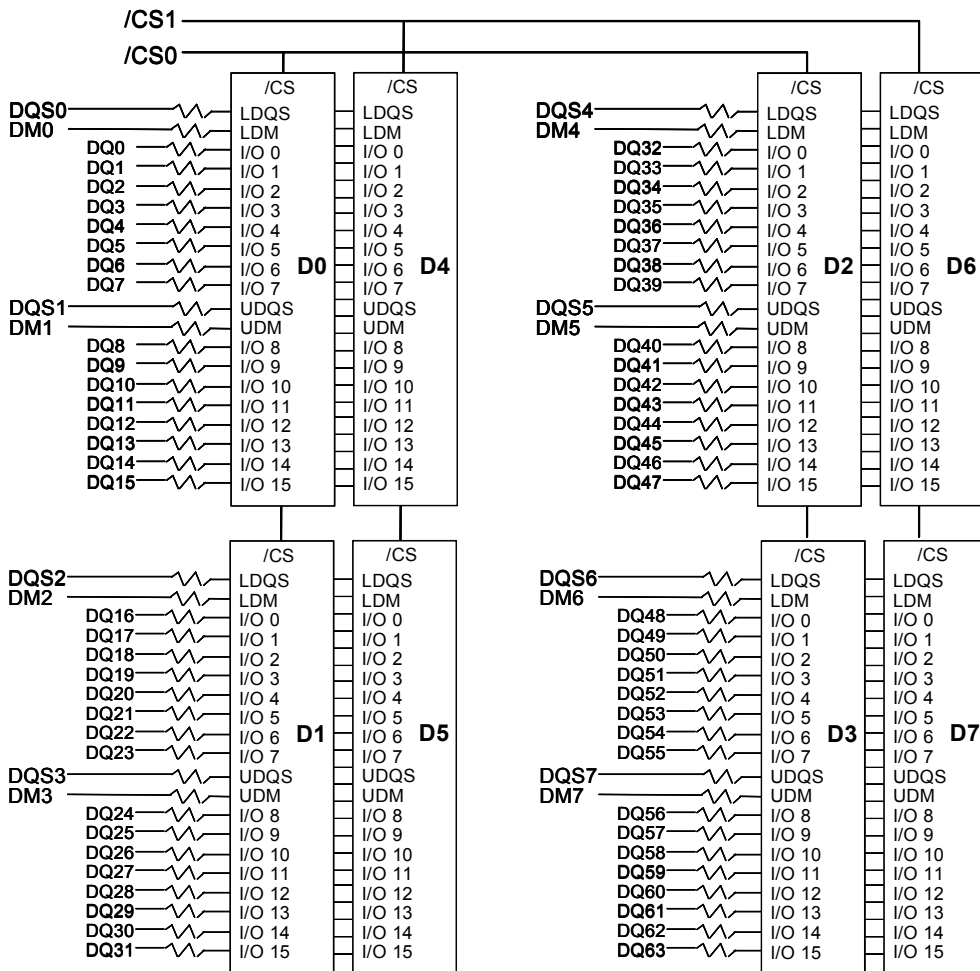 /CS1
/CS0
/CS /CS
DQS0 LDQS LDQS
DM0 LDM LDM
DQ0 I/O 0 I/O 0
DQ1 I/O 1 I/O 1
DQ2 I/O 2 I/O 2
DQ3 I/O 3 I/O 3
DQ4 I/O 4 I/O 4
DQ5 I/O 5 I/O 5
DQ6 I/O 6 D0 I/O 6 D4
DQ7 I/O 7 I/O 7
DQS1 UDQS UDQS
DM1 UDM UDM
DQ8 I/O 8 I/O 8
DQ9 I/O 9 I/O 9
DQ10 I/O 10 I/O 10
DQ11 I/O 11 I/O 11
DQ12 I/O 12 I/O 12
DQ13 I/O 13 I/O 13
DQ14 I/O 14 I/O 14
DQ15 I/O 15 I/O 15
/CS /CS
DQS4 LDQS LDQS
DM4 LDM LDM
DQ32 I/O 0 I/O 0
DQ33 I/O 1 I/O 1
DQ34 I/O 2 I/O 2
DQ35 I/O 3 I/O 3
DQ36 I/O 4 I/O 4
DQ37 I/O 5 I/O 5
DQ38 I/O 6 D2 I/O 6 D6
DQ39 I/O 7 I/O 7
DQS5 UDQS UDQS
DM5 UDM UDM
DQ40 I/O 8 I/O 8
DQ41 I/O 9 I/O 9
DQ42 I/O 10 I/O 10
DQ43 I/O 11 I/O 11
DQ44 I/O 12 I/O 12
DQ45 I/O 13 I/O 13
DQ46 I/O 14 I/O 14
DQ47 I/O 15 I/O 15
/CS /CS
DQS2 LDQS LDQS
DM2 LDM LDM
DQ16 I/O 0 I/O 0
DQ17 I/O 1 I/O 1
DQ18 I/O 2 I/O 2
DQ19 I/O 3 I/O 3
DQ20 I/O 4 I/O 4
DQ21 I/O 5 I/O 5
DQ22 I/O 6 D1 I/O 6 D5
DQ23 I/O 7 I/O 7
DQS3 UDQS UDQS
DM3 UDM UDM
DQ24 I/O 8 I/O 8
DQ25 I/O 9 I/O 9
DQ26 I/O 10 I/O 10
DQ27 I/O 11 I/O 11
DQ28 I/O 12 I/O 12
DQ29 I/O 13 I/O 13
DQ30 I/O 14 I/O 14
DQ31 I/O 15 I/O 15
/CS /CS
DQS6 LDQS LDQS
DM6 LDM LDM
DQ48 I/O 0 I/O 0
DQ49 I/O 1 I/O 1
DQ50 I/O 2 I/O 2
DQ51 I/O 3 I/O 3
DQ52 I/O 4 I/O 4
DQ53 I/O 5 I/O 5
DQ54 I/O 6 D3 I/O 6 D7
DQ55 I/O 7 I/O 7
DQS7 UDQS UDQS
DM7 UDM UDM
DQ56 I/O 8 I/O 8
DQ57 I/O 9 I/O 9
DQ58 I/O 10 I/O 10
DQ59 I/O 11 I/O 11
DQ60 I/O 12 I/O 12
DQ61 I/O 13 I/O 13
DQ62 I/O 14 I/O 14
DQ63 I/O 15 I/O 15